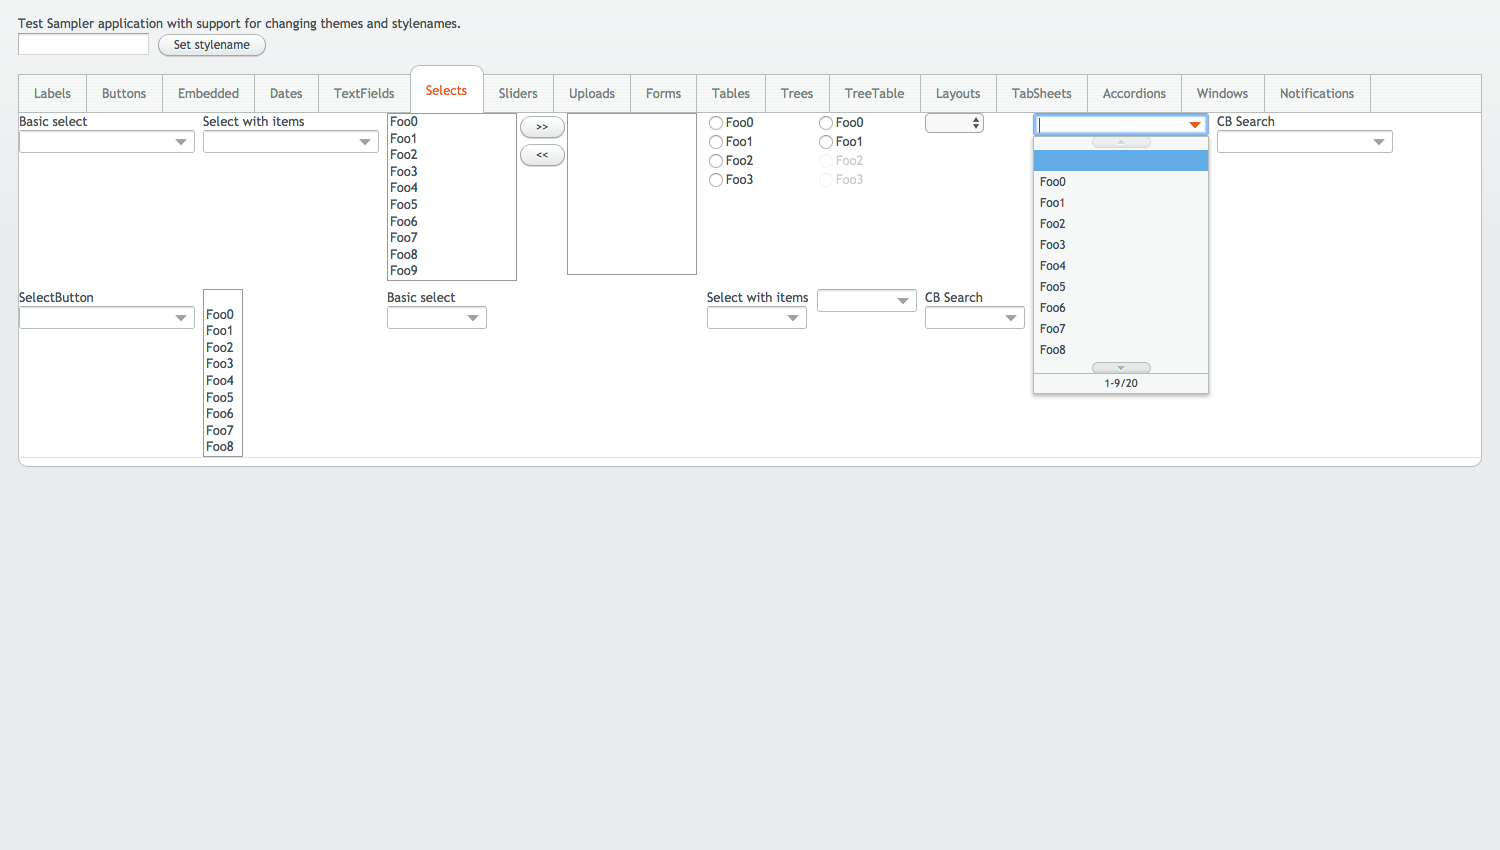 Test Sampler application with support for changing themes and stylenames.
Set stylename
Labels Buttons Embedded Dates TextFields Selects Sliders Uploads Forms Tables Trees TreeTable Layouts TabSheets Accordions Windows Notifications
Basic select
Select with items
Foo0
Foo1
Foo2
Foo3
Foo4
Foo5
Foo6
Foo7
Foo8
Foo9
>>
<<
Foo0
Foo1
Foo2
Foo3
Foo0
Foo1
Foo2
Foo3
Foo0
Foo1
Foo2
Foo3
Foo4
Foo5
Foo6
Foo7
Foo8
1-9/20
CB Search
SelectButton
Foo0
Foo1
Foo2
Foo3
Foo4
Foo5
Foo6
Foo7
Foo8
Basic select
Select with items
CB Search